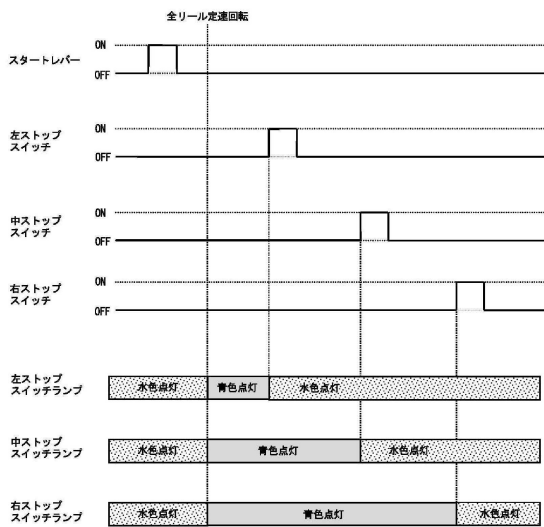 全リール定速回転
スタートレバー
ON
OFF
左ストップ
スイッチ
ON
OFF
中ストップ
スイッチ
ON
OFF
右ストップ
スイッチ
ON
OFF
左ストップ
スイッチランプ
水色点灯 青色点灯 水色点灯
中ストップ
スイッチランプ
水色点灯 青色点灯 水色点灯
右ストップ
スイッチランプ
水色点灯 青色点灯 水色点灯